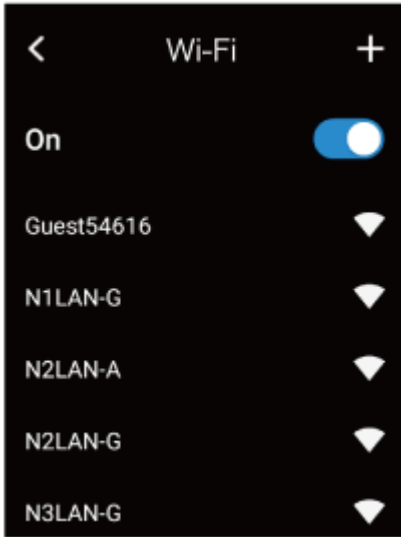 Wi-Fi
On
Guest54616
N1LAN-G
N2LAN-A
N2LAN-G
N3LAN-G